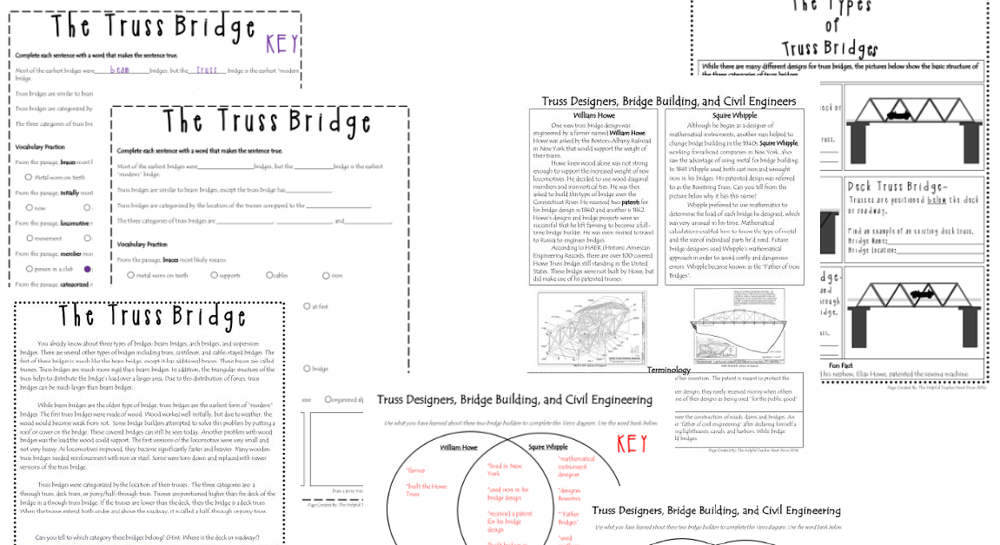 The Truss Bridge
KEY
Complete each sentence with a word that makes the sentence true.
Most of the earliest bridges were beam bridges, but the truss bridge is the earliest "modern"
bridge.
Truss bridges are similar to beam
Truss bridges are categorized by
The three categories of truss bri
Vocabulary Practice:
From the passage, braces most l
Metal worn on teeth
From the passage, initially most
now
From the passage, locomotive m
movement
From the passage, member mos
person in a club
From the passage, categorized m
The Truss Bridge
Complete each sentence with a word that makes the sentence true.
Most of the earliest bridges were bridges, but the bridge is the earliest
"modern" bridge.
Truss bridges are similar to beam bridges, except the truss bridge has .
Truss bridges are categorized by the location of the trusses compared to the .
The three categories of truss bridges are , , and
Vocabulary Practice:
From the passage, braces most likely means:
metal worn on teeth supports cables iron
at first
bridge
organized al
Draw a pony trus
Page Created By: The Helpful T
The Truss Bridge
You already know about three types of bridges: beam bridges, arch bridges, and suspension
bridges. There are several other types of bridges including truss, cantilever, and cable-stayed bridges. The
first of these bridges is much like the beam bridge, except it has additional braces. These braces are called
trusses. Truss bridges are much more rigid than beam bridges. In addition, the triangular structure of the
truss helps to distribute the bridge's load over a larger area. Due to this distribution of forces, truss
bridges can be much larger than beam bridges.
While beam bridges are the oldest type of bridge, truss bridges are the earliest form of "modern"
bridges. The first truss bridges were made of wood. Wood worked well initially, but due to weather, the
wood would become weak from rot. Some bridge builders attempted to solve this problem by putting a
roof or cover on the bridge. These covered bridges can still be seen today. Another problem with wood
bridges was the load the wood could support. The first versions of the locomotive were very small and
not very heavy. As locomotives improved, they became significantly faster and heavier. Many wooden
truss bridges needed reinforcement with iron or steel. Some were torn down and replaced with newer
versions of the truss bridge.
Truss bridges were categorized by the location of their trusses. The three categories are a
through truss, deck truss, or pony/half-through truss. Trusses are positioned higher than the deck of the
bridge in a through truss bridge. If the trusses are lower than the deck, then the bridge is a deck truss.
When the trusses extend both under and above the roadway, it is called a half-through or pony truss.
Can you tell to which category these bridges belong? (Hint: Where is the deck or roadway?)
Truss Designers, Bridge Building, and Civil Engineers
William Howe
One new truss bridge design was
engineered by a farmer named William Howe.
Howe was asked by the Boston-Albany Railroad
in New York that would support the weight of
their trains.
Howe knew wood alone was not strong
enough to support the increased weight of new
locomotives. He decided to use wood diagonal
members and iron vertical ties. He was then
asked to build this type of bridge over the
Connecticut River. He received two patents for
his bridge design in 1840 and another in 1842.
Howe's designs and bridge projects were so
successful that he left farming to become a full-
time bridge builder. He was even invited to travel
to Russia to engineer bridges.
According to HAER (Historic American
Engineering Records, there are over 100 covered
Howe Truss bridges still standing in the United
States. These bridges were not built by Howe, but
did make use of his patented trusses.
Squire Whipple
Although he began as a designer of
mathematical instruments, another man helped to
change bridge building in the 1840s. Squire Whipple,
working for railroad companies in New York, also
saw the advantage of using metal for bridge building.
In 1841 Whipple used both cast iron and wrought
iron in his bridges. His patented design was referred
to as the Bowstring Truss. Can you tell from the
picture below why it has this name?
Whipple preferred to use mathematics to
determine the load of each bridge he designed, which
was very unusual in his time. Mathematical
calculations enabled him to know the type of metal
and the size of individual parts he'd need. Future
bridge designers used Whipple's mathematical
approach in order to avoid costly and dangerous
errors. Whipple became known as the "Father of Iron
Bridges".
Terminology
her invention. The patent is meant to protect the
er designs, they rarely received money when others
use of their designs as being used "for the public good"
wer the construction of roads, dams and bridges. An
e "father of civil engineering" after declaring himself a
ng lighthouses, canals, and harbors. While bridge
d bridges.
Page Created By: The Helpful Teacher Next Door 2016
The Types
of
Truss Bridges
While there are many different designs for truss bridges, the pictures below show the basic structure of
the three categories of truss bridges.
deck or
uss.
Deck Truss Bridge-
Trusses are positioned below the deck
or roadway.
Find an example of an existing deck truss.
Bridge Name:
Bridge Location:
dge-
and
rough
idge.
uss.
Fun Fact
his nephew, Elias Howe, patented the sewing machine.
Page Created By: The Helpful Teacher Next Door 2016
Truss Designers, Bridge Building, and Civil Engineering
Use what you have learned about these two bridge builders to complete this Venn diagram. Use the word bank below.
KEY
William Howe
Squire Whipple
*farmer
*built the Howe
Truss
*lived in New
York
*used iron in his
bridge design
*received a patent
for his bridge
design
*built bridges in
*mathematical
instrument
designer
*designed
Bowstring
*"Father
Bridges"
*used
Truss Designers, Bridge Building, and Civil Engineering
Use what you have learned about these two bridge builders to complete this Venn diagram. Use the word bank below.